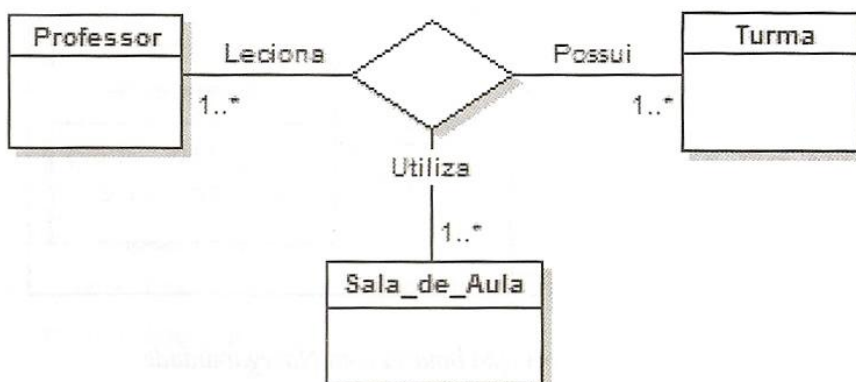 Professor
Leciona
Possui
Turma
1..*
1..*
Utiliza
1..*
Sala_de_Aula